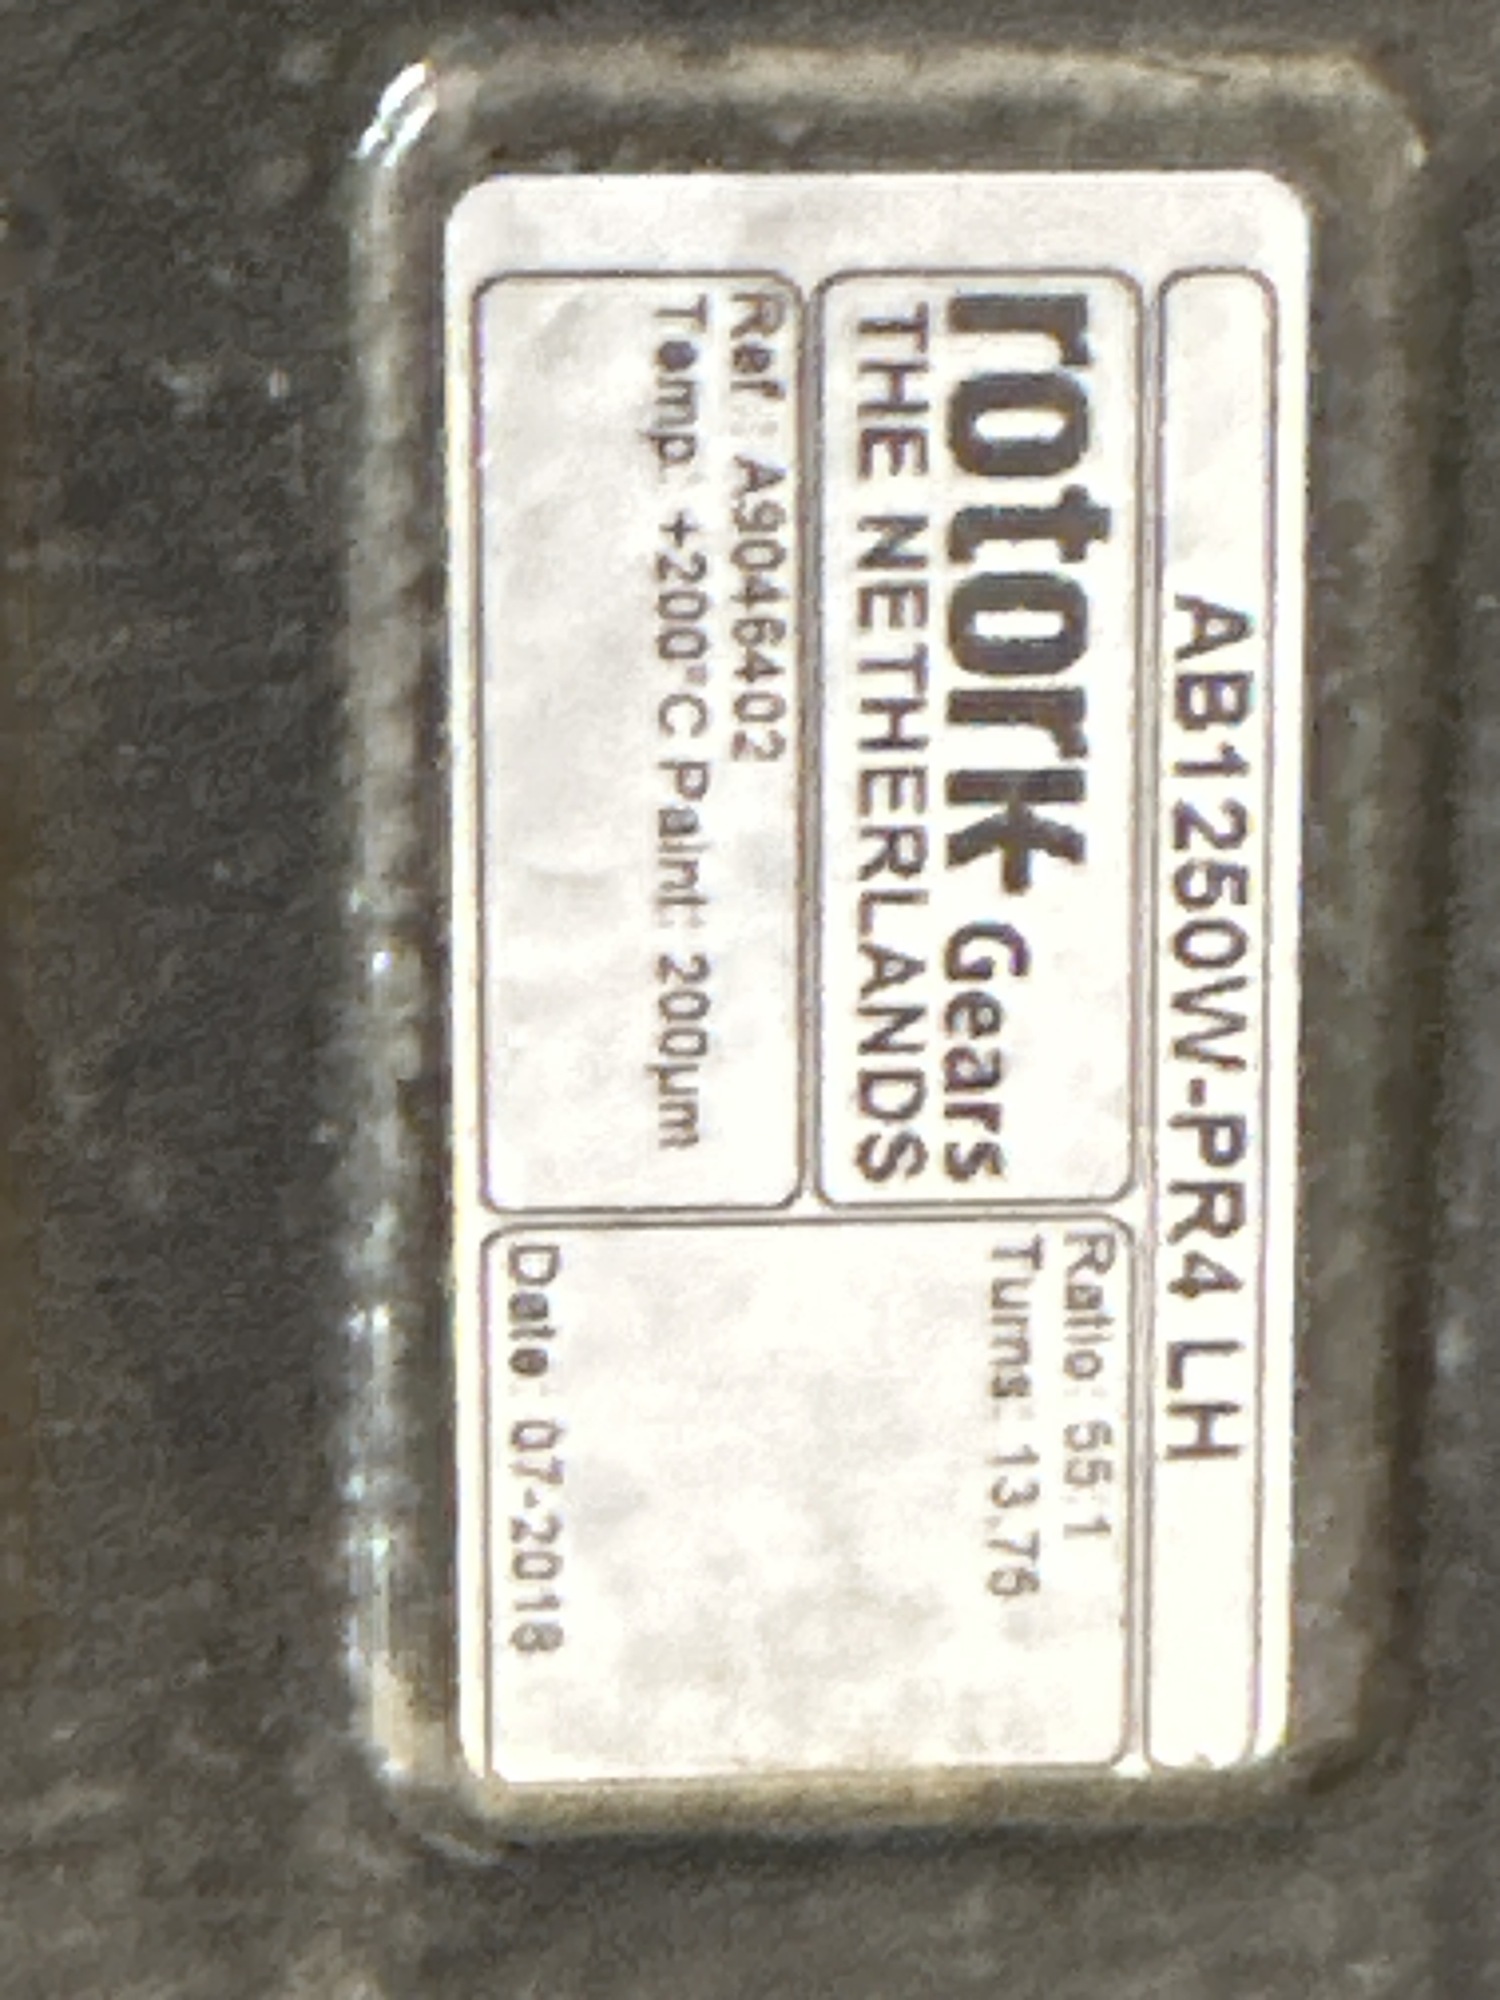 AB1250W-PR4 LH
rotork Gears
THE NETHERLANDS
Ratio: 55:1
Turns: 13.75
Ref.: A9046402
Temp: +200°C Paint: 200µm
Date: 07-2018